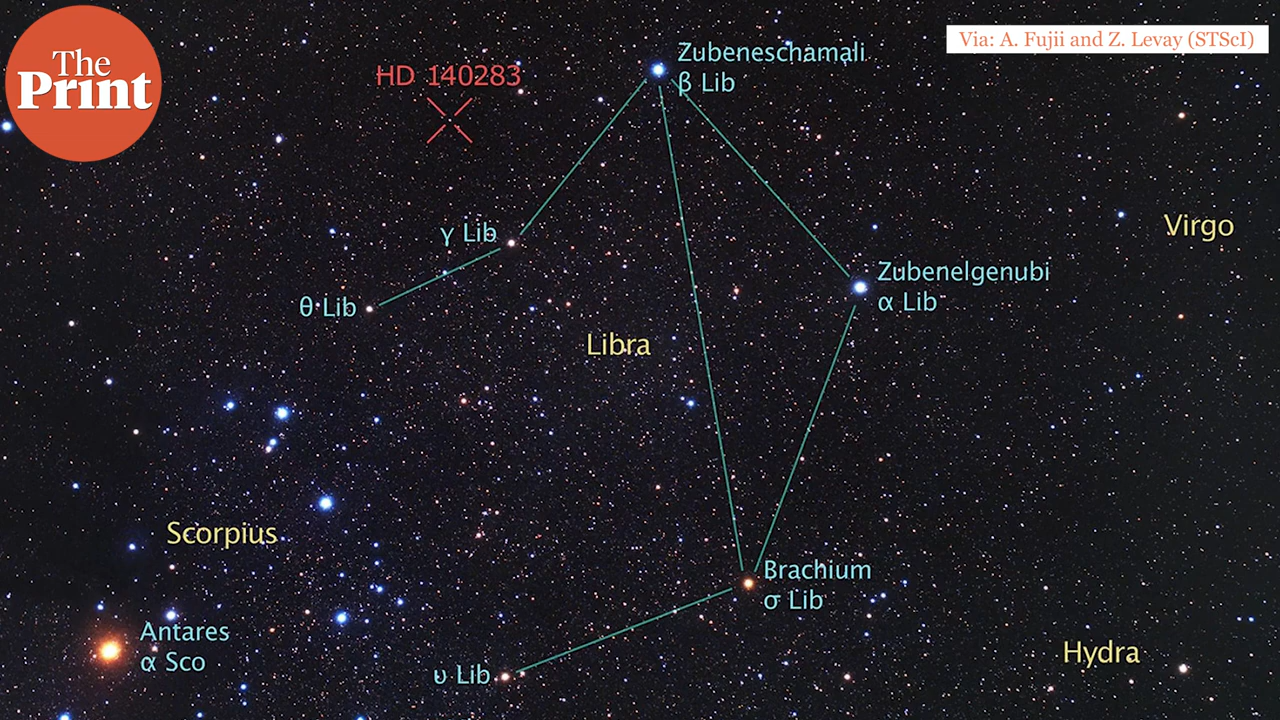 The
Print
Via: A. Fujii and Z. Levay (STScI)
HD 140283
Zubeneschamali
β Lib
Virgo
γ Lib
Zubenelgenubi
α Lib
θ Lib
Libra
Scorpius
Brachium
σ Lib
Antares
α Sco
Hydra
υ Lib